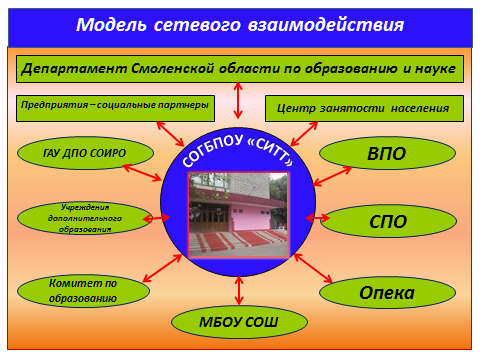 Модель сетевого взаимодействия
Департамент Смоленской области по образованию и науке
Предприятия – социальные партнеры
Центр занятости населения
СОГБПОУ «СИТТ»
ГАУ ДПО СОИРО
ВПО
Учреждения
дополнительного
образования
СПО
Комитет по
образованию
Опека
МБОУ СОШ